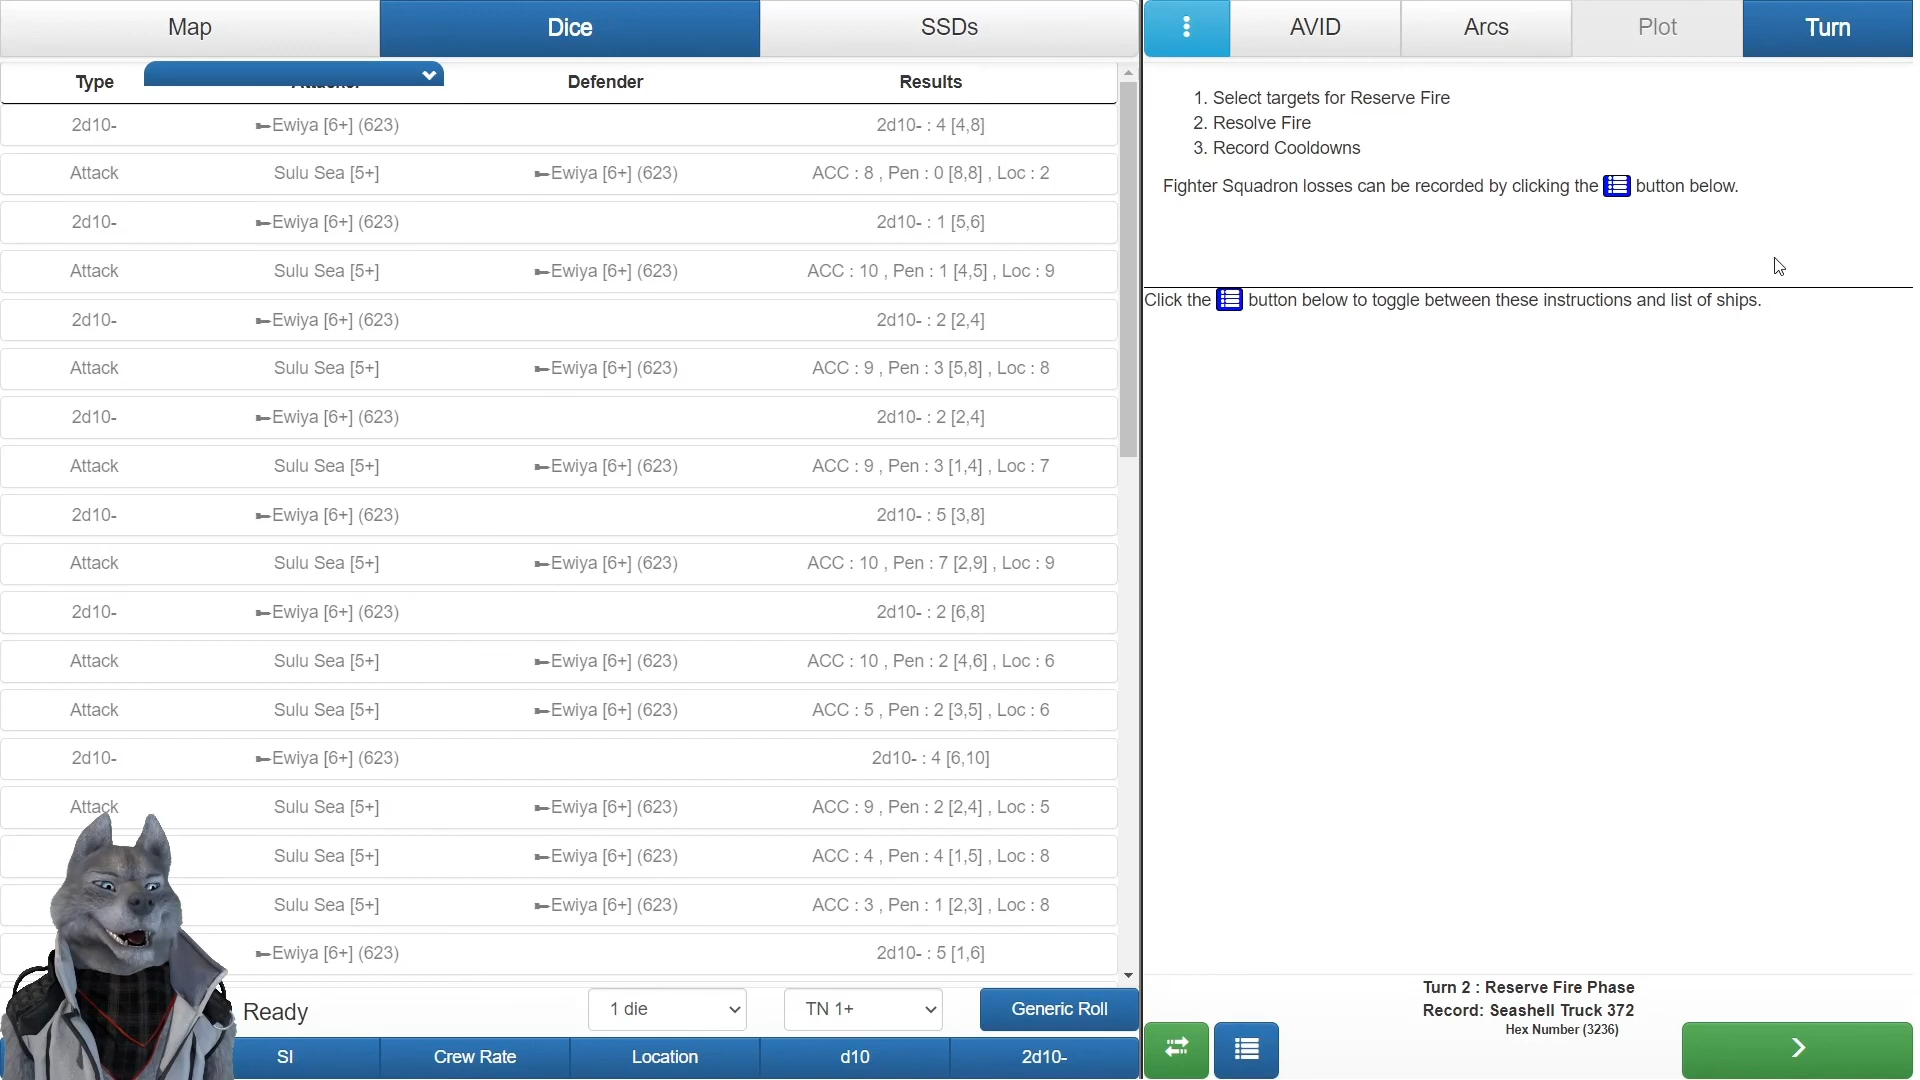 Map Dice SSDs AVID Arcs Plot Turn
Type Defender Results
2d10- Ewiya [6+] (623) 2d10- : 4 [4,8]
Attack Sulu Sea [5+] Ewiya [6+] (623) ACC : 8 , Pen : 0 [8,8] , Loc : 2
2d10- Ewiya [6+] (623) 2d10- : 1 [5,6]
Attack Sulu Sea [5+] Ewiya [6+] (623) ACC : 10 , Pen : 1 [4,5] , Loc : 9
2d10- Ewiya [6+] (623) 2d10- : 2 [2,4]
Attack Sulu Sea [5+] Ewiya [6+] (623) ACC : 9 , Pen : 3 [5,8] , Loc : 8
2d10- Ewiya [6+] (623) 2d10- : 2 [2,4]
Attack Sulu Sea [5+] Ewiya [6+] (623) ACC : 9 , Pen : 3 [1,4] , Loc : 7
2d10- Ewiya [6+] (623) 2d10- : 5 [3,8]
Attack Sulu Sea [5+] Ewiya [6+] (623) ACC : 10 , Pen : 7 [2,9] , Loc : 9
2d10- Ewiya [6+] (623) 2d10- : 2 [6,8]
Attack Sulu Sea [5+] Ewiya [6+] (623) ACC : 10 , Pen : 2 [4,6] , Loc : 6
Attack Sulu Sea [5+] Ewiya [6+] (623) ACC : 5 , Pen : 2 [3,5] , Loc : 6
2d10- Ewiya [6+] (623) 2d10- : 4 [6,10]
Attack Sulu Sea [5+] Ewiya [6+] (623) ACC : 9 , Pen : 2 [2,4] , Loc : 5
Sulu Sea [5+] Ewiya [6+] (623) ACC : 4 , Pen : 4 [1,5] , Loc : 8
Sulu Sea [5+] Ewiya [6+] (623) ACC : 3 , Pen : 1 [2,3] , Loc : 8
Ewiya [6+] (623) 2d10- : 5 [1,6]
Ready 1 die TN 1+ Generic Roll
SI Crew Rate Location d10 2d10-
1. Select targets for Reserve Fire
2. Resolve Fire
3. Record Cooldowns
Fighter Squadron losses can be recorded by clicking the button below.
Click the button below to toggle between these instructions and list of ships.
Turn 2 : Reserve Fire Phase
Record: Seashell Truck 372
Hex Number (3236)